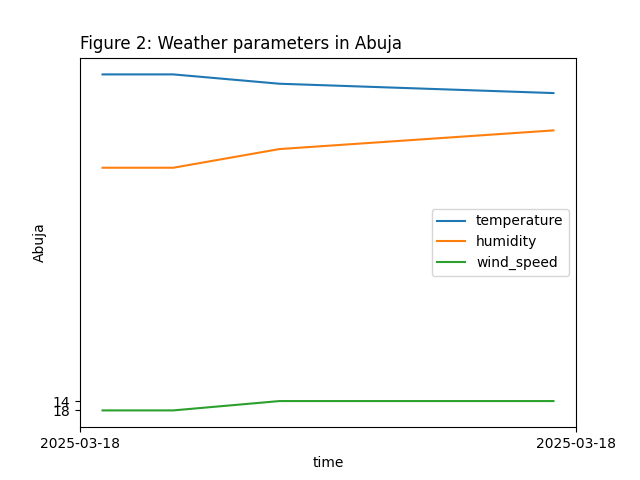 Figure 2: Weather parameters in Abuja
Abuja
temperature
humidity
wind_speed
14
18
2025-03-18 2025-03-18
time